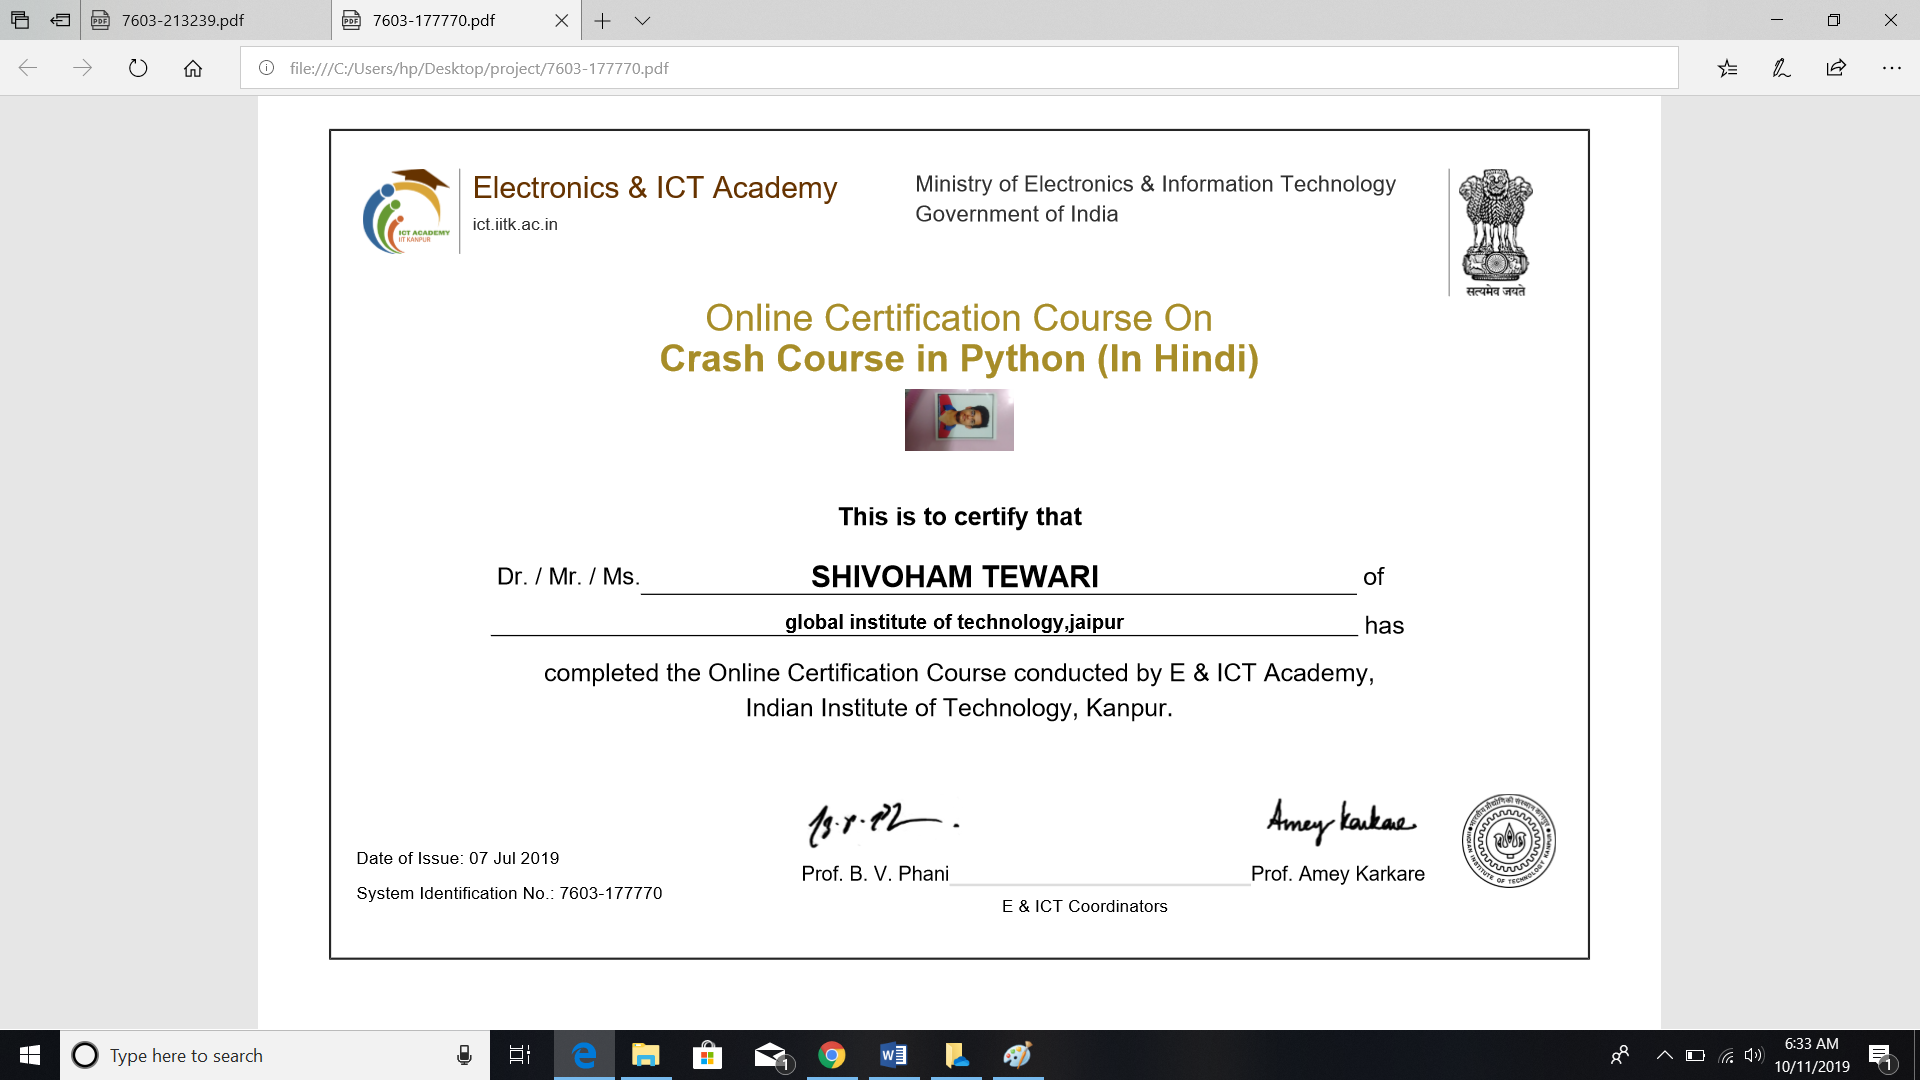 7603-213239.pdf
7603-177770.pdf
file:///C:/Users/hp/Desktop/project/7603-177770.pdf
ICT ACADEMY
IIT KANPUR
Electronics & ICT Academy
ict.iitk.ac.in
Ministry of Electronics & Information Technology
Government of India
सत्यमेव जयते
Online Certification Course On
Crash Course in Python (In Hindi)
This is to certify that
Dr. / Mr. / Ms. SHIVOHAM TEWARI of
global institute of technology,jaipur has
completed the Online Certification Course conducted by E & ICT Academy,
Indian Institute of Technology, Kanpur.
Amey Karkare
Prof. B. V. Phani
Prof. Amey Karkare
E & ICT Coordinators
INDIAN INSTITUTE OF TECHNOLOGY KANPUR
Date of Issue: 07 Jul 2019
System Identification No.: 7603-177770
Type here to search
1
6:33 AM
10/11/2019
1